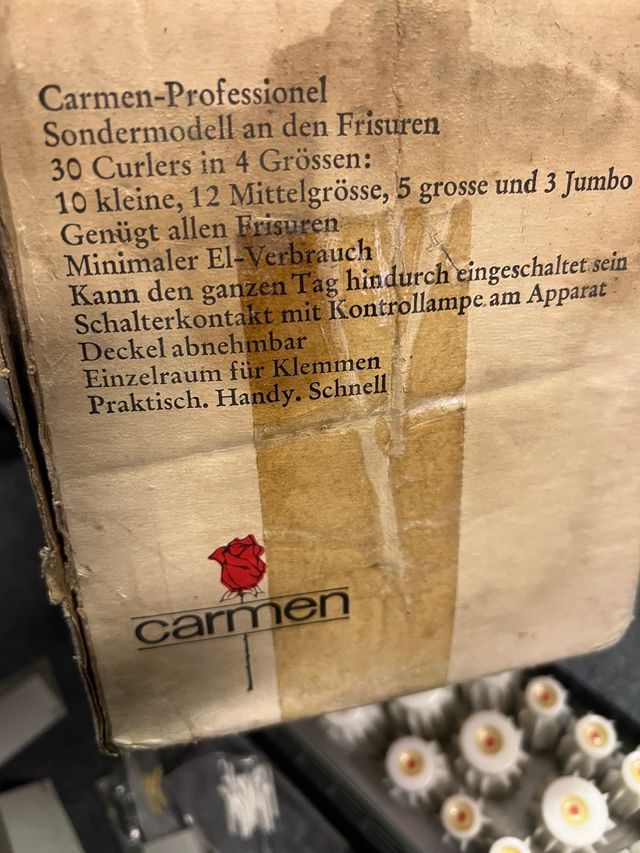 Carmen-Professionel
Sondermodell an den Frisuren
30 Curlers in 4 Grössen:
10 kleine, 12 Mittelgrösse, 5 grosse und 3 Jumbo
Genügt allen Frisuren
Minimaler El-Verbrauch
Kann den ganzen Tag hindurch eingeschaltet sein
Schalterkontakt mit Kontrollampe am Apparat
Deckel abnehmbar
Einzelraum für Klemmen
Praktisch. Handy. Schnell
carmen